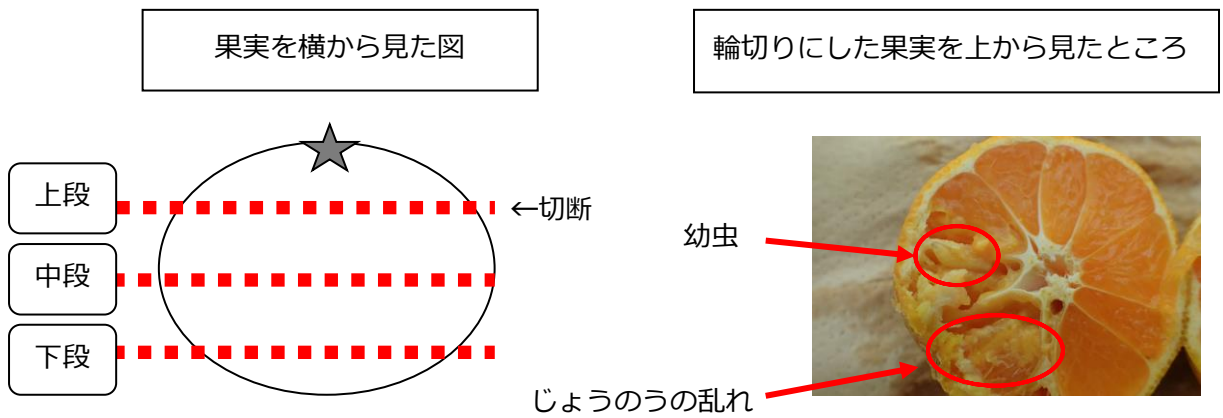 果実を横から見た図
輪切りにした果実を上から見たところ
上段
←切断
幼虫
中段
下段
じょうのうの乱れ